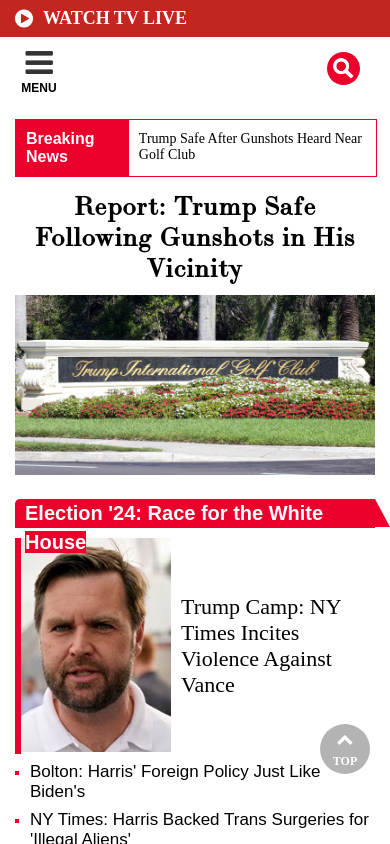 WATCH TV LIVE
MENU
Breaking
News
Trump Safe After Gunshots Heard Near
Golf Club
Report: Trump Safe
Following Gunshots in His
Vicinity
Trump International Golf Club
Election '24: Race for the White
House
Trump Camp: NY
Times Incites
Violence Against
Vance
TOP
Bolton: Harris' Foreign Policy Just Like
Biden's
NY Times: Harris Backed Trans Surgeries for
'Illegal Aliens'